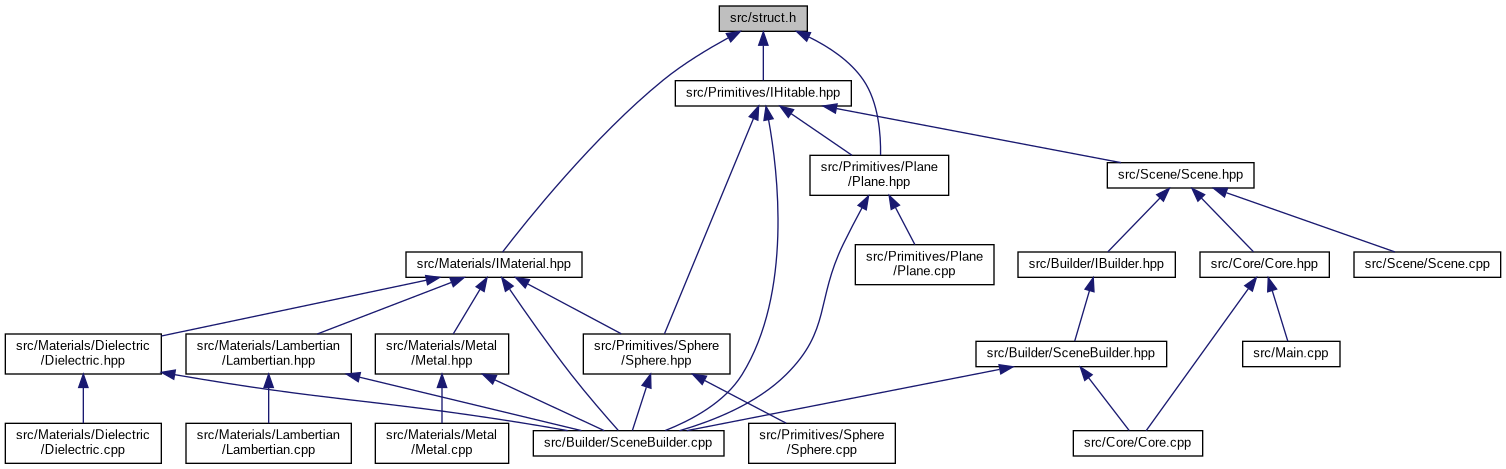 src/struct.h
src/Primitives/IHitable.hpp
src/Primitives/Plane
/Plane.hpp
src/Scene/Scene.hpp
src/Materials/IMaterial.hpp
src/Primitives/Plane
/Plane.cpp
src/Builder/IBuilder.hpp
src/Core/Core.hpp
src/Scene/Scene.cpp
src/Materials/Dielectric
/Dielectric.hpp
src/Materials/Lambertian
/Lambertian.hpp
src/Materials/Metal
/Metal.hpp
src/Primitives/Sphere
/Sphere.hpp
src/Builder/SceneBuilder.hpp
src/Main.cpp
src/Materials/Dielectric
/Dielectric.cpp
src/Materials/Lambertian
/Lambertian.cpp
src/Materials/Metal
/Metal.cpp
src/Builder/SceneBuilder.cpp
src/Primitives/Sphere
/Sphere.cpp
src/Core/Core.cpp